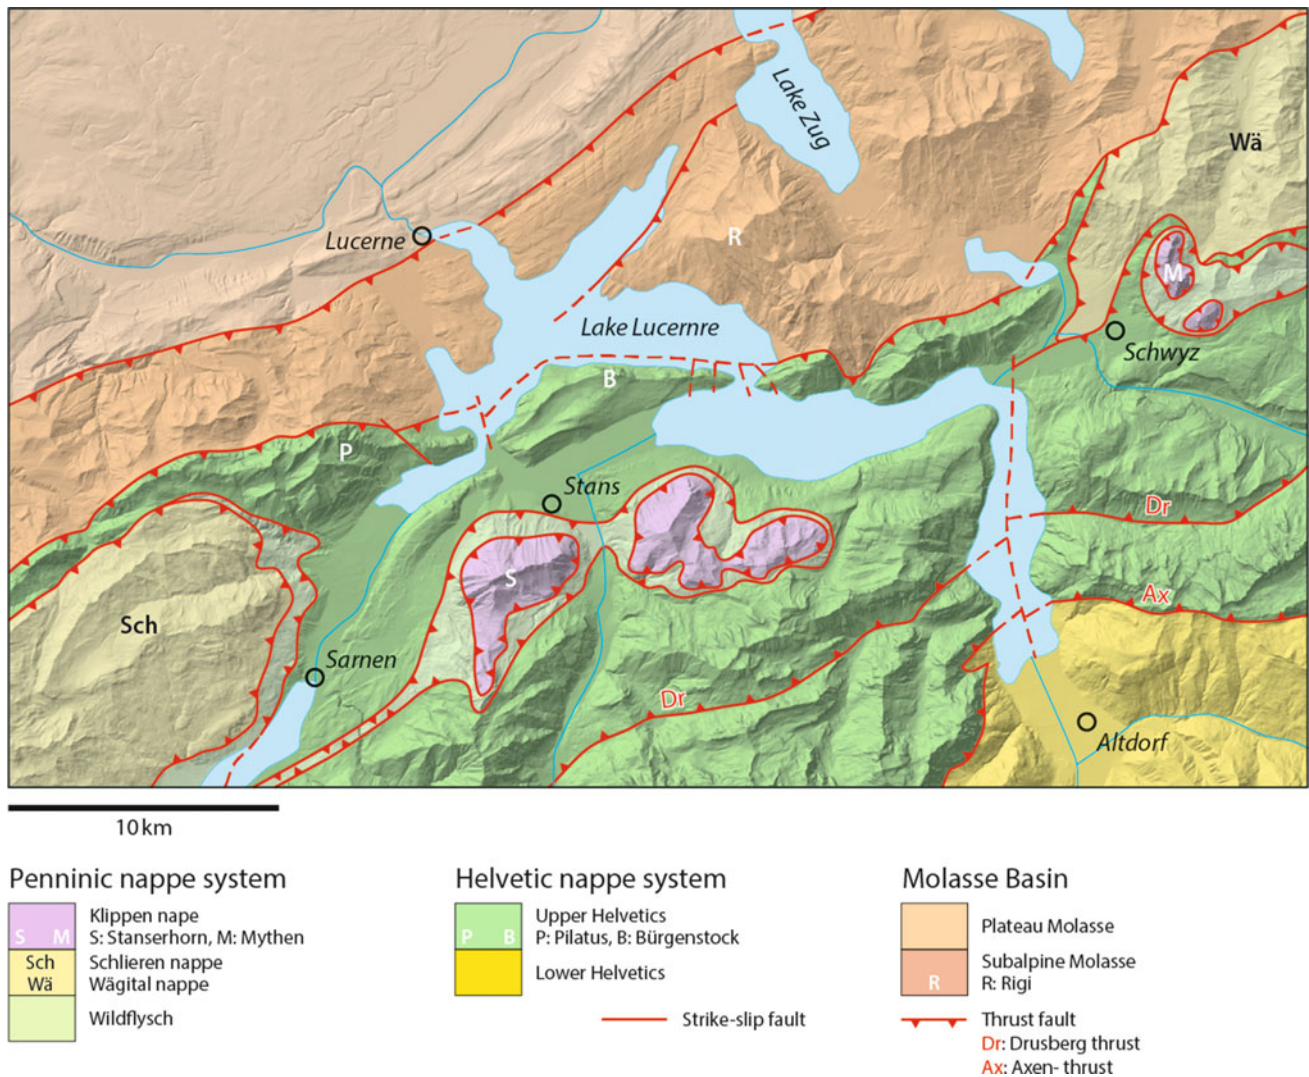 Lake Zug
Wä
Lucerne
R
M
Lake Lucernre
Schwyz
B
P
Stans
Dr
S
Ax
Sch
Sarnen
Dr
Altdorf
10 km
Penninic nappe system
S M
Klippen nape
S: Stanserhorn, M: Mythen
Sch
Schlieren nappe
Wä
Wägital nappe
Wildflysch
Helvetic nappe system
P B
Upper Helvetics
P: Pilatus, B: Bürgenstock
Lower Helvetics
Strike-slip fault
Molasse Basin
Plateau Molasse
R
Subalpine Molasse
R: Rigi
Thrust fault
Dr: Drusberg thrust
Ax: Axen- thrust